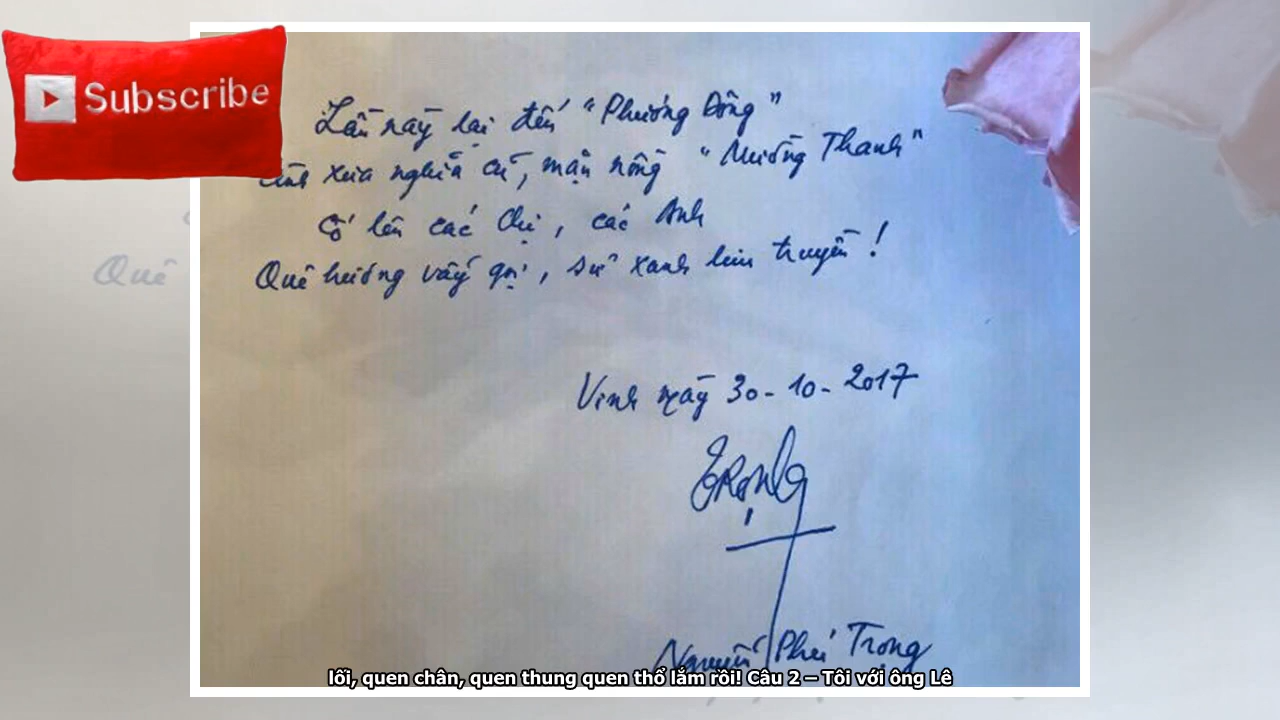 Subscribe
Lần này lại đến "Phương Đông"
xưa nghĩa cũ, mặn nồng "Mường Thanh"
Cố lên các Chị, các Anh
Quê hương vẫy gọi, sử xanh lưu truyền!
Vinh ngày 30-10-2017
TRỌNG
Nguyễn Phú Trọng
lối, quen chân, quen thung quen thổ lắm rồi! Câu 2 – Tôi với ông Lê
Quê